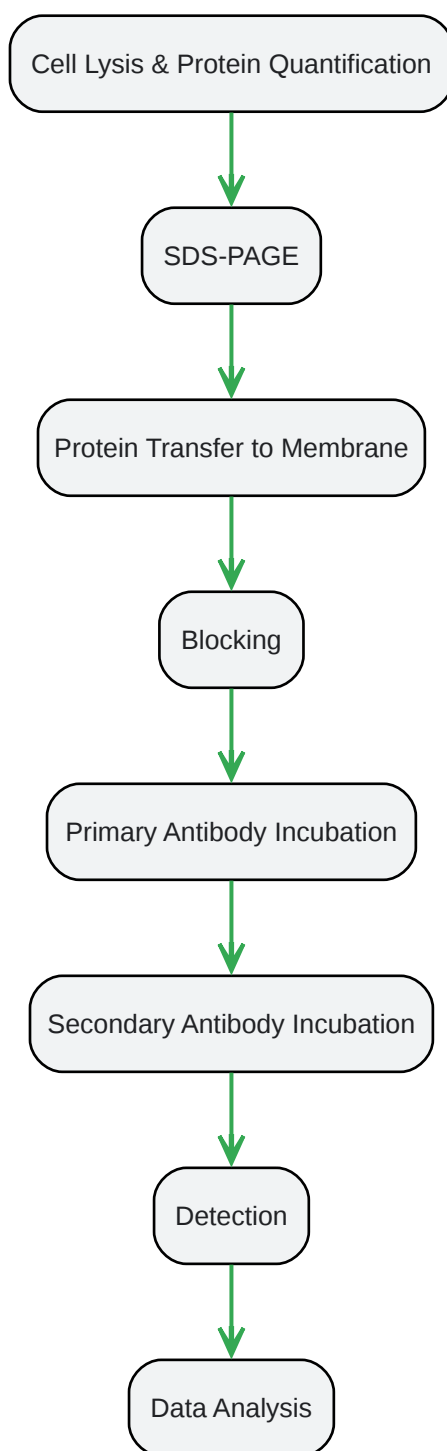 Cell Lysis & Protein Quantification
SDS-PAGE
Protein Transfer to Membrane
Blocking
Primary Antibody Incubation
Secondary Antibody Incubation
Detection
Data Analysis